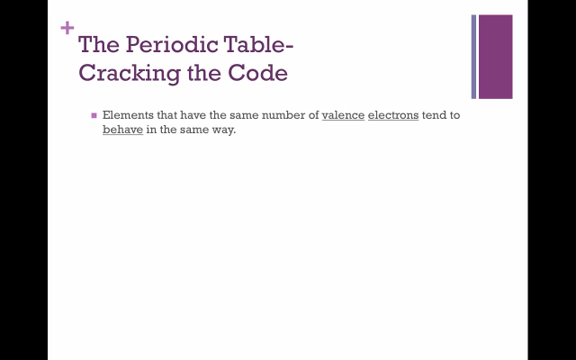 +
The Periodic Table-
Cracking the Code
Elements that have the same number of valence electrons tend to
behave in the same way.